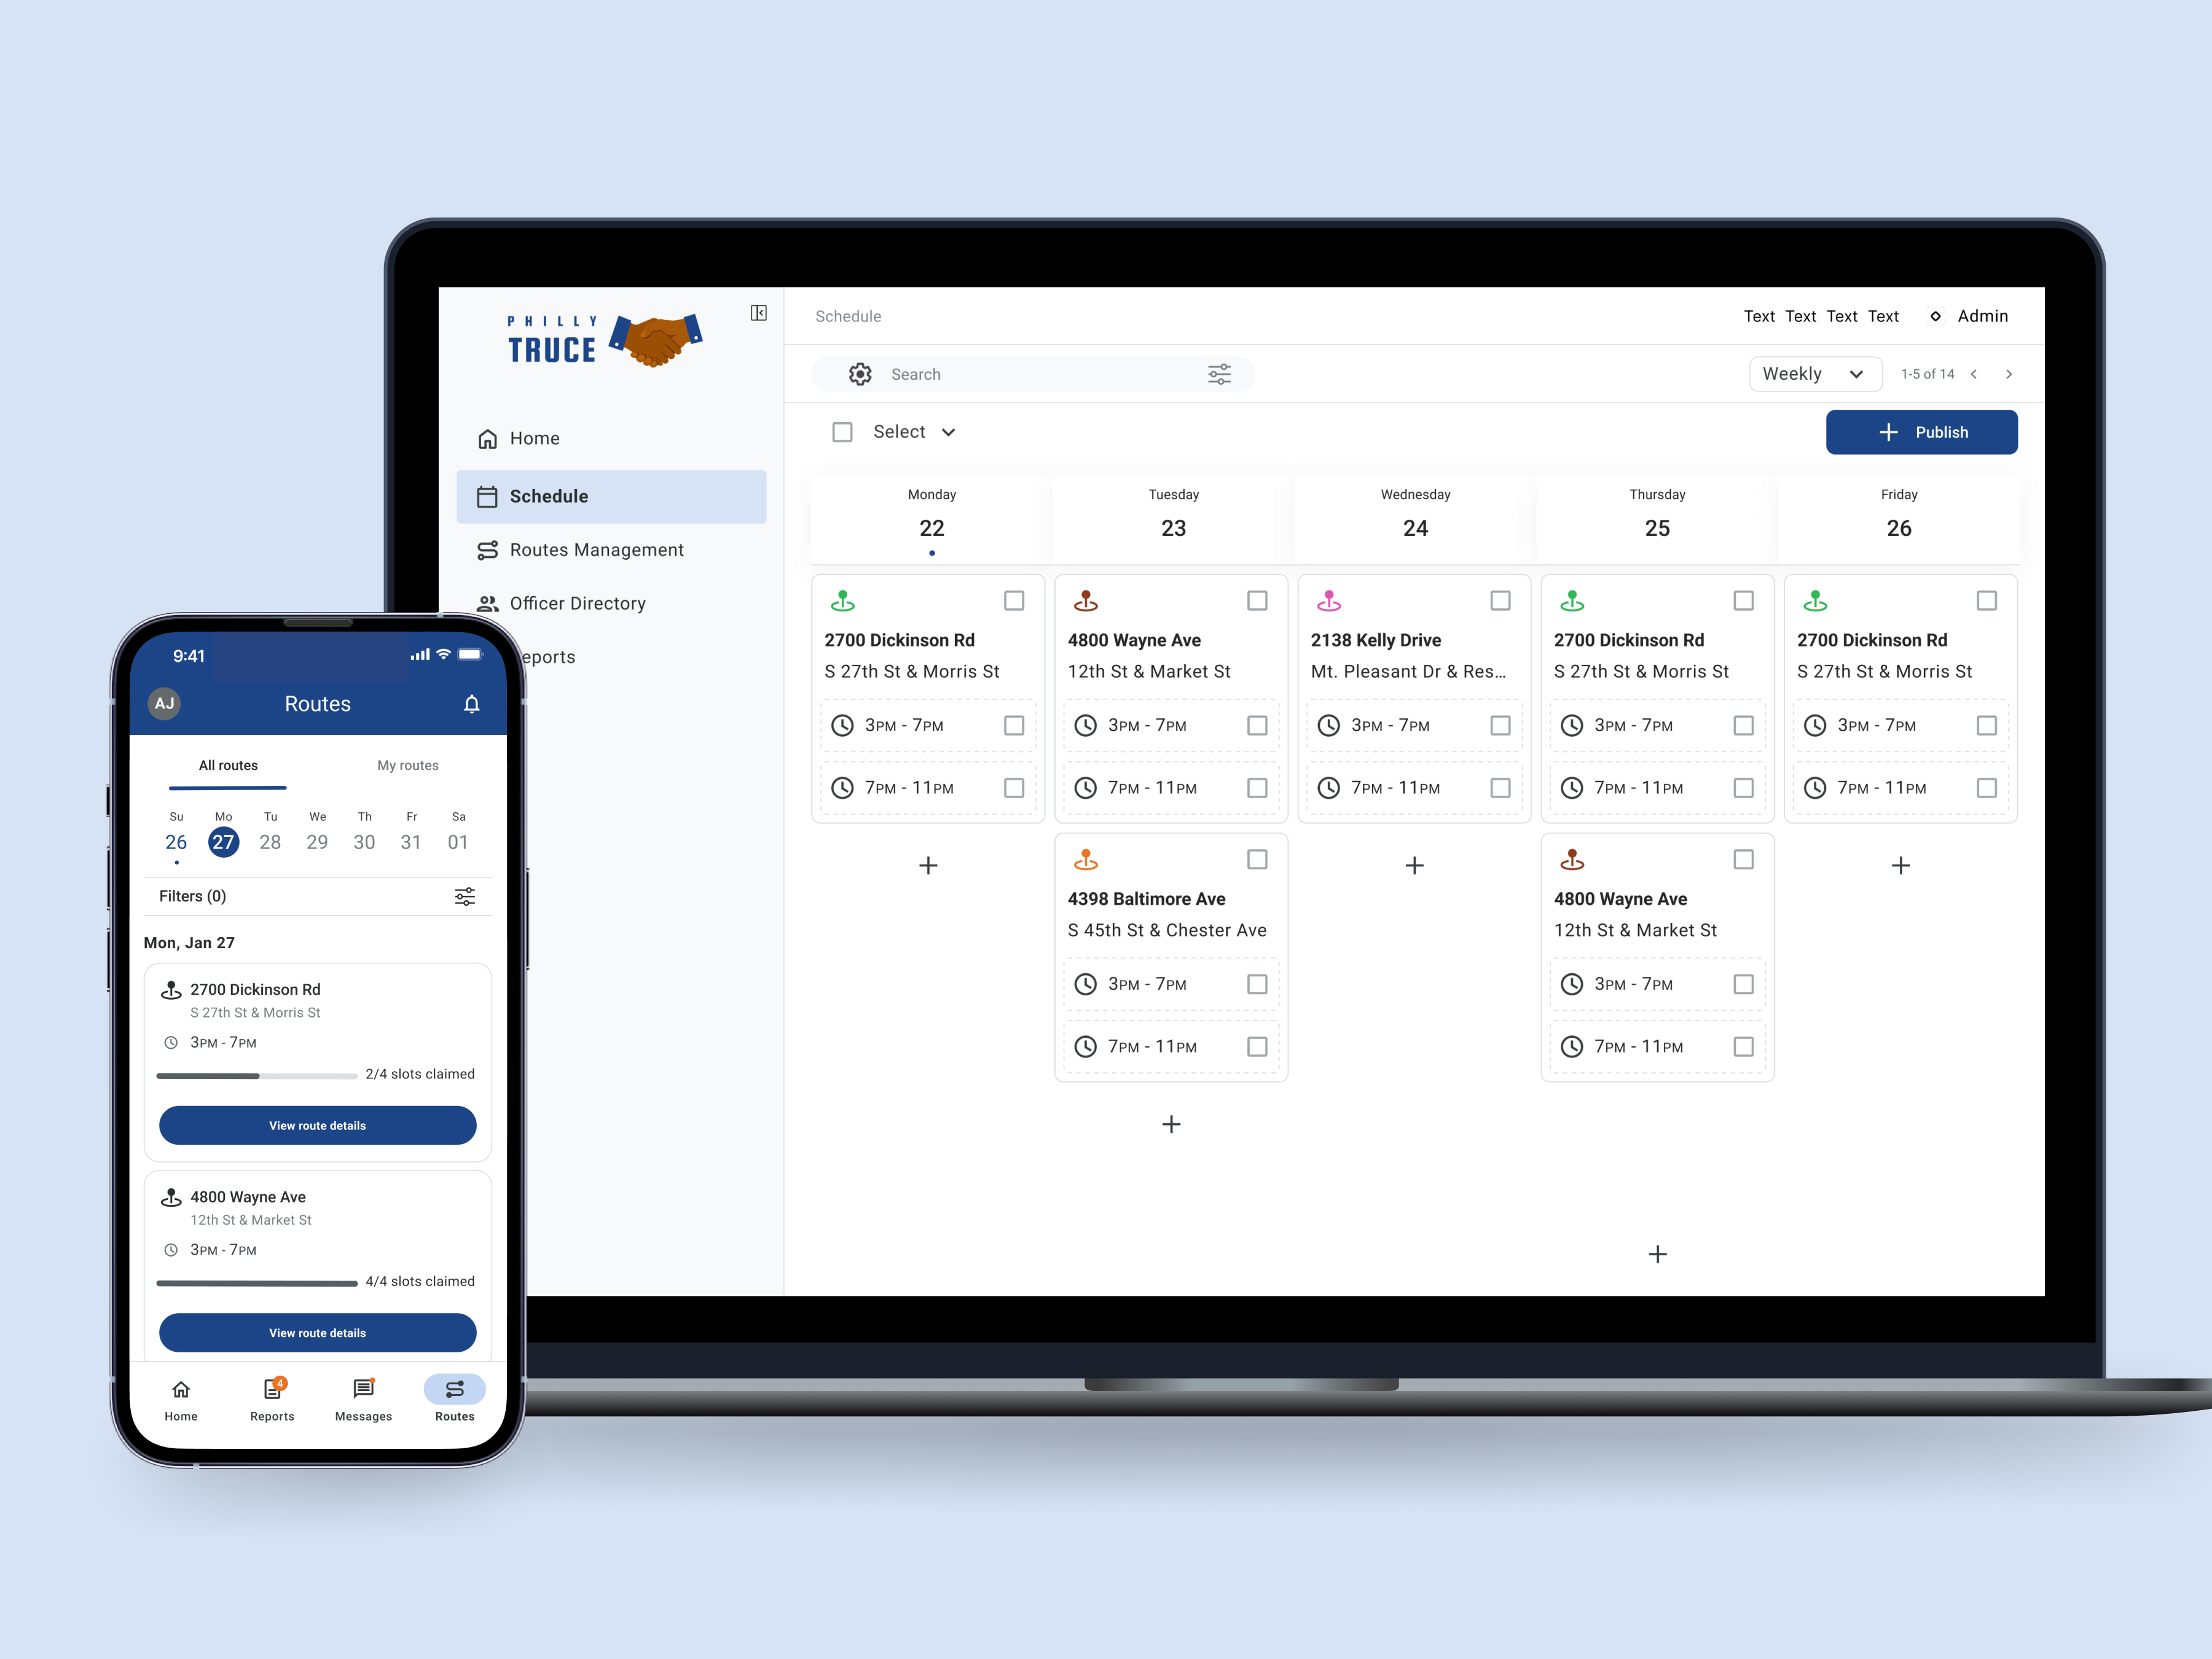 PHILLY
TRUCE
Home
Schedule
Routes Management
Officer Directory
eports
Schedule
Text Text Text Text Admin
Search
Weekly 1-5 of 14
Select
Publish
Monday Tuesday Wednesday Thursday Friday
22 23 24 25 26
2700 Dickinson Rd
S 27th St & Morris St
3PM - 7PM
7PM - 11PM
4800 Wayne Ave
12th St & Market St
3PM - 7PM
7PM - 11PM
4398 Baltimore Ave
S 45th St & Chester Ave
3PM - 7PM
7PM - 11PM
2138 Kelly Drive
Mt. Pleasant Dr & Res...
3PM - 7PM
7PM - 11PM
2700 Dickinson Rd
S 27th St & Morris St
3PM - 7PM
7PM - 11PM
4800 Wayne Ave
12th St & Market St
3PM - 7PM
7PM - 11PM
2700 Dickinson Rd
S 27th St & Morris St
3PM - 7PM
7PM - 11PM
9:41
AJ Routes
All routes My routes
Su Mo Tu We Th Fr Sa
26 27 28 29 30 31 01
Filters (0)
Mon, Jan 27
2700 Dickinson Rd
S 27th St & Morris St
3PM - 7PM
2/4 slots claimed
View route details
4800 Wayne Ave
12th St & Market St
3PM - 7PM
4/4 slots claimed
View route details
4
Home Reports Messages Routes